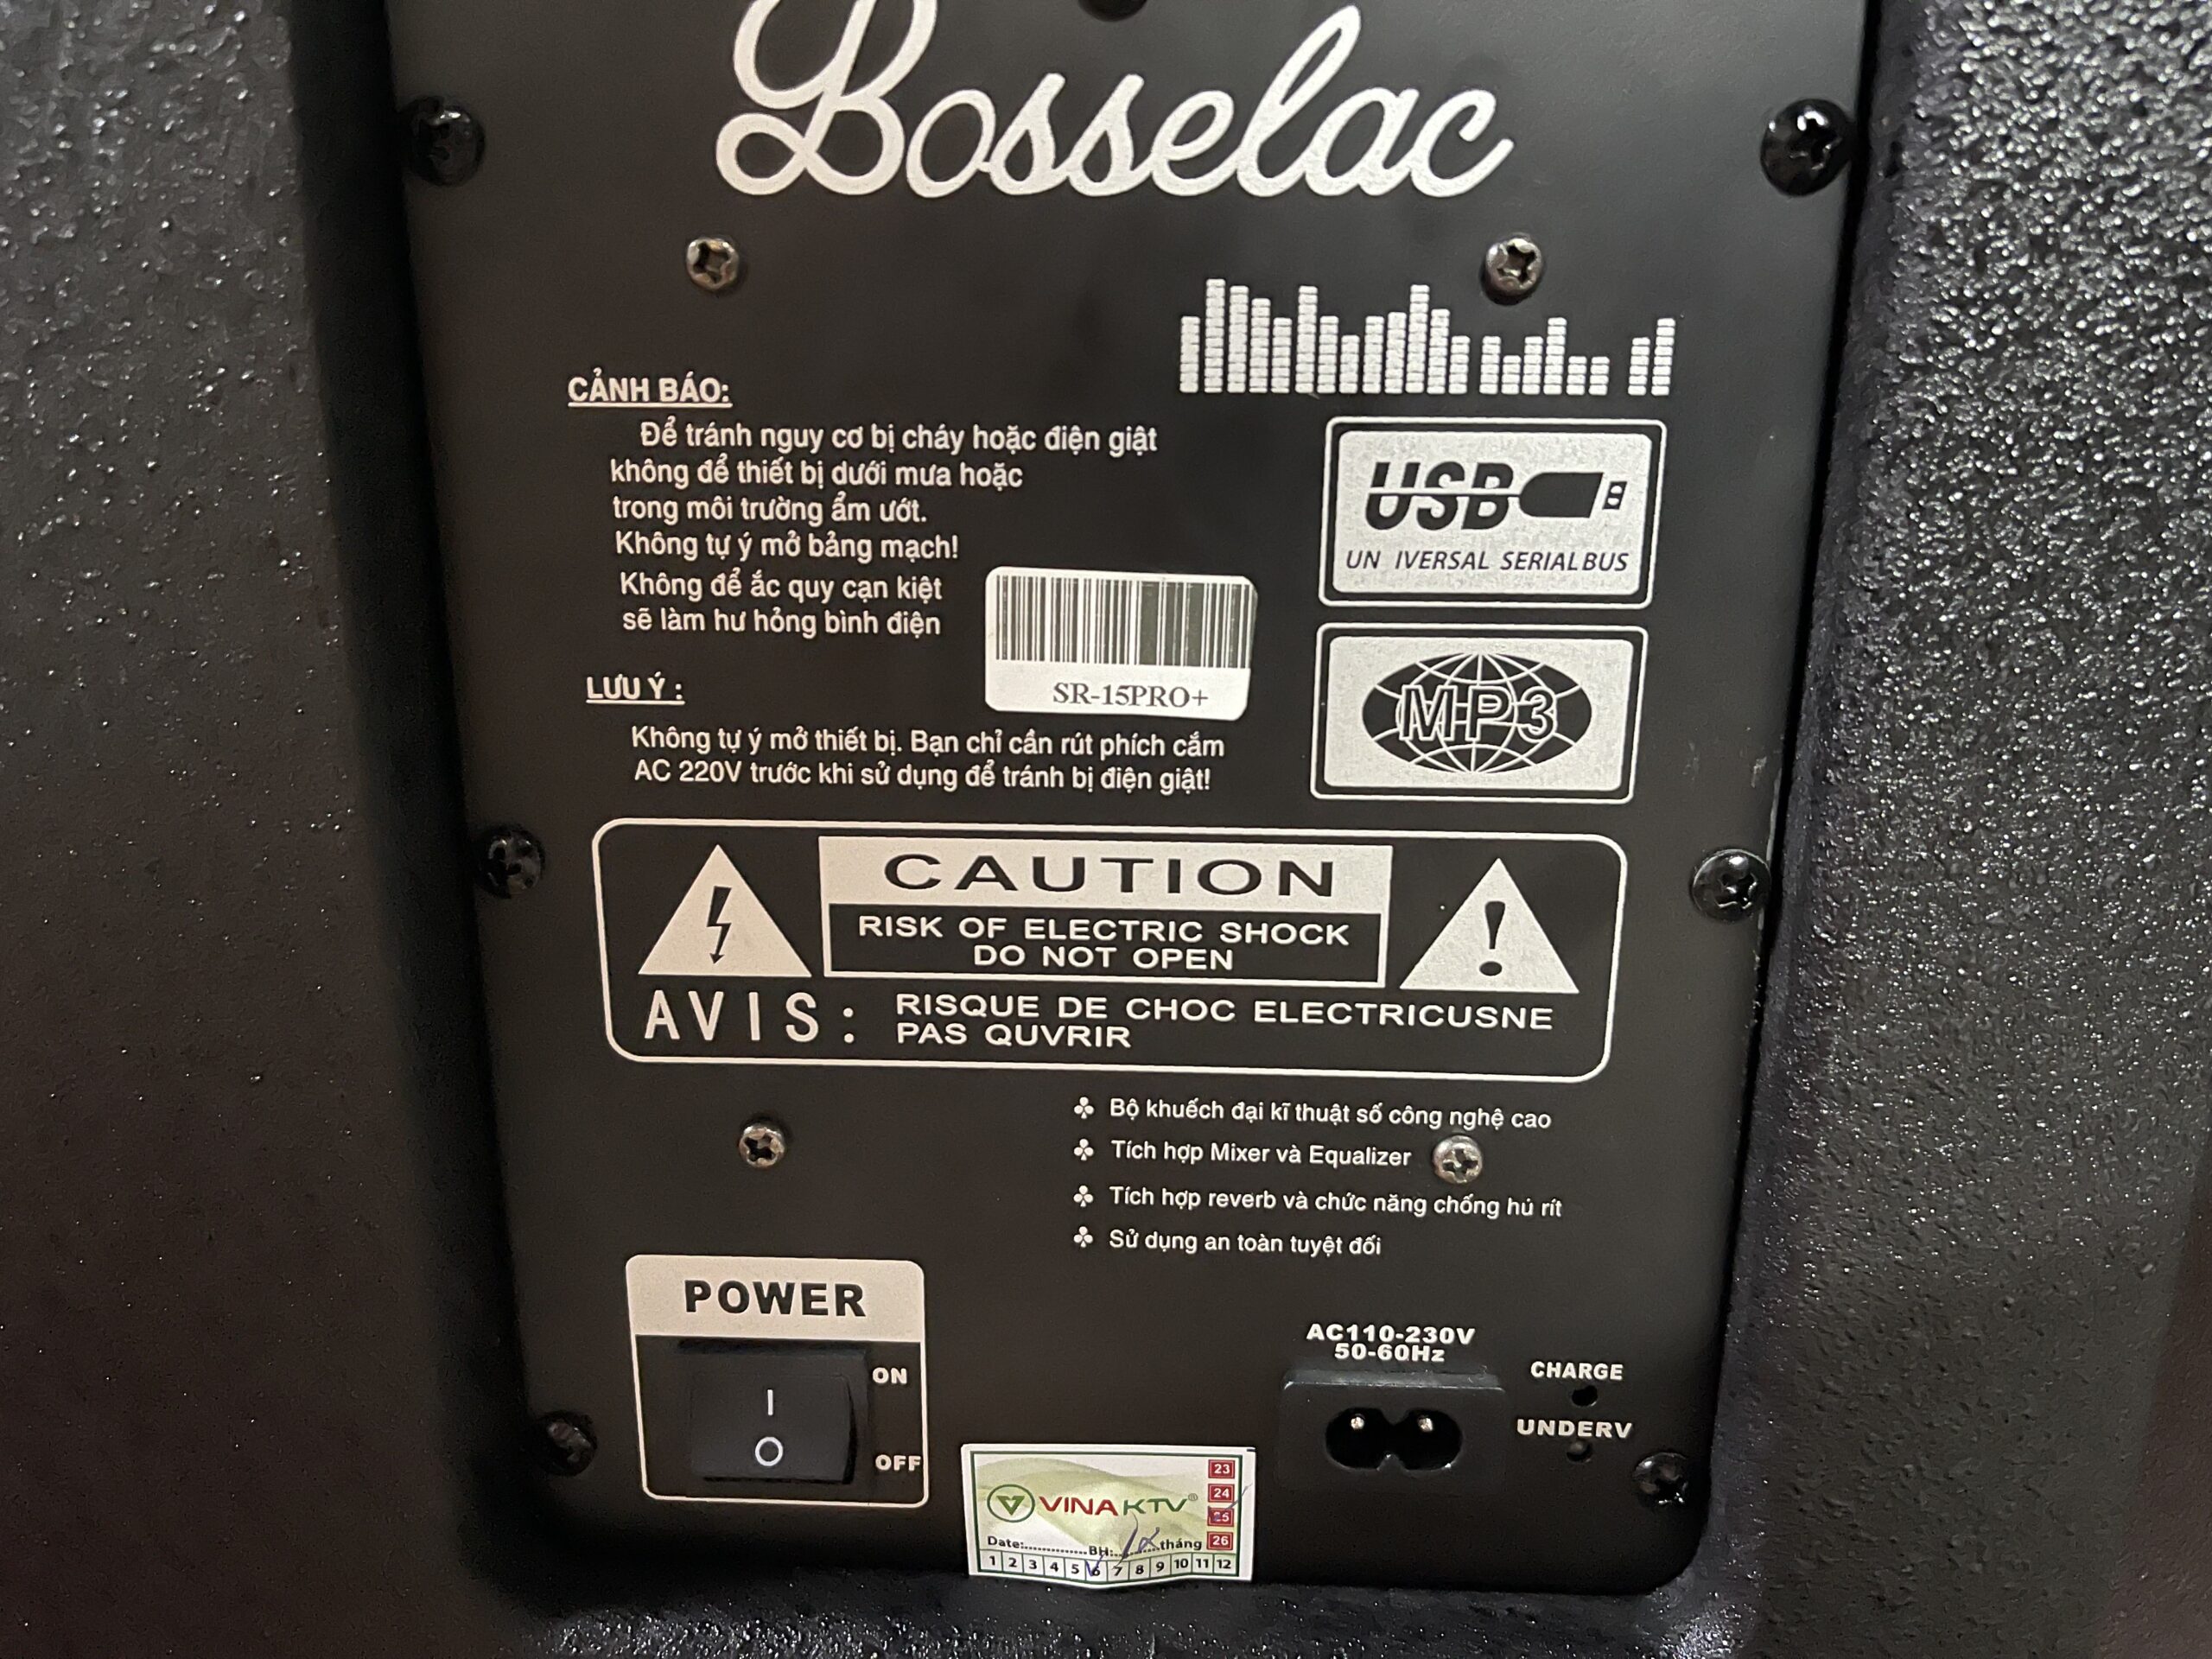 Bosselac
CẢNH BÁO:
Để tránh nguy cơ bị cháy hoặc điện giật
không để thiết bị dưới mưa hoặc
trong môi trường ẩm ướt.
Không tự ý mở bảng mạch!
Không để ắc quy cạn kiệt
sẽ làm hư hỏng bình điện
USB
UN IVERSAL SERIAL BUS
SR-15PRO+
MP3
LƯU Ý :
Không tự ý mở thiết bị. Bạn chỉ cần rút phích cắm
AC 220V trước khi sử dụng để tránh bị điện giật!
CAUTION
RISK OF ELECTRIC SHOCK
DO NOT OPEN
AVIS: RISQUE DE CHOC ELECTRICUSNE
PAS QUVRIR
Bộ khuếch đại kĩ thuật số công nghệ cao
Tích hợp Mixer và Equalizer
Tích hợp reverb và chức năng chống hú rít
Sử dụng an toàn tuyệt đối
POWER
ON
OFF
AC110-230V
50-60Hz
CHARGE
UNDERV
VINAKTV®
23
24
25
26
Date:..............BH:...12...tháng
1 2 3 4 5 6 7 8 9 10 11 12